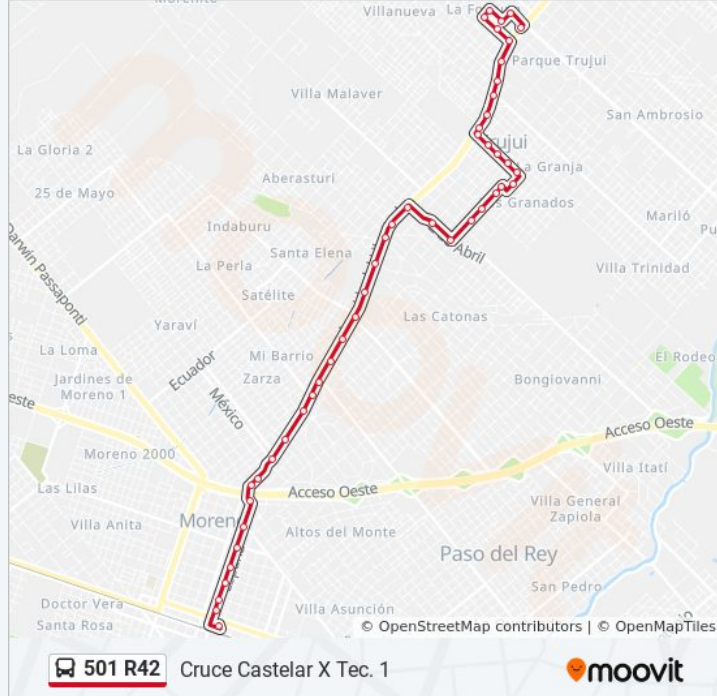 Villanueva
La Fo
Parque Trujui
Villa Malaver
San Ambrosio
rujui
La Gloria 2
La Granja
Aberasturi
25 de Mayo
s Granados
Mariló
Indaburu
Santa Elena
Abril
Darwin Passaponti
La Perla
Villa Trinidad
Satélite
Las Catonas
Yaraví
La Loma
Ecuador
Mi Barrio
El Rodeo
Jardines de
Moreno 1
Zarza
Bongiovanni
este
México
Acceso Oeste
Moreno 2000
Villa Itatí
Las Lilas
Acceso Oeste
Villa General
Zapiola
Villa Anita
Moreno
Altos del Monte
Paso del Rey
San Pedro
Doctor Vera
Villa Asunción
Santa Rosa
© OpenStreetMap contributors | © OpenMapTiles
501 R42
Cruce Castelar X Tec. 1
moovit